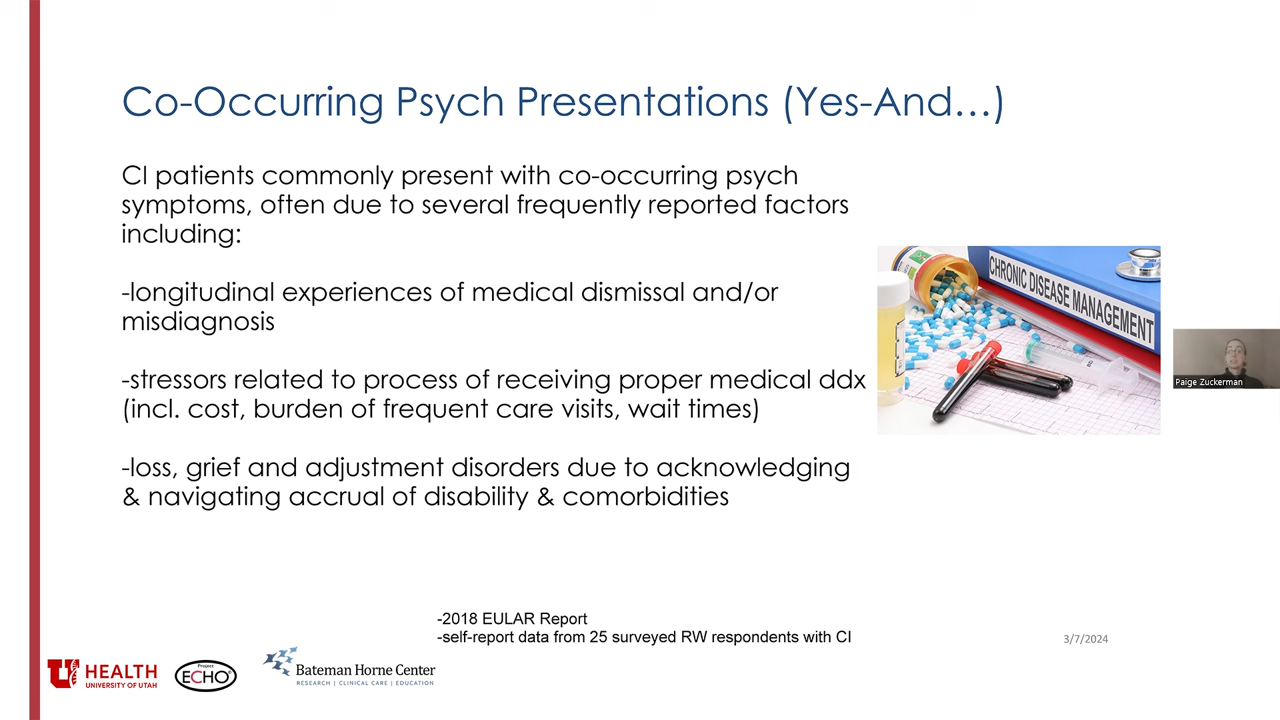 Co-Occurring Psych Presentations (Yes-And…)
CI patients commonly present with co-occurring psych
symptoms, often due to several frequently reported factors
including:
-longitudinal experiences of medical dismissal and/or
misdiagnosis
-stressors related to process of receiving proper medical ddx
(incl. cost, burden of frequent care visits, wait times)
-loss, grief and adjustment disorders due to acknowledging
& navigating accrual of disability & comorbidities
CHRONIC DISEASE MANAGEMENT
Paige Zuckerman
-2018 EULAR Report
-self-report data from 25 surveyed RW respondents with CI
3/7/2024
U HEALTH
UNIVERSITY OF UTAH
Project
ECHO®
Bateman Horne Center
RESEARCH | CLINICAL CARE | EDUCATION